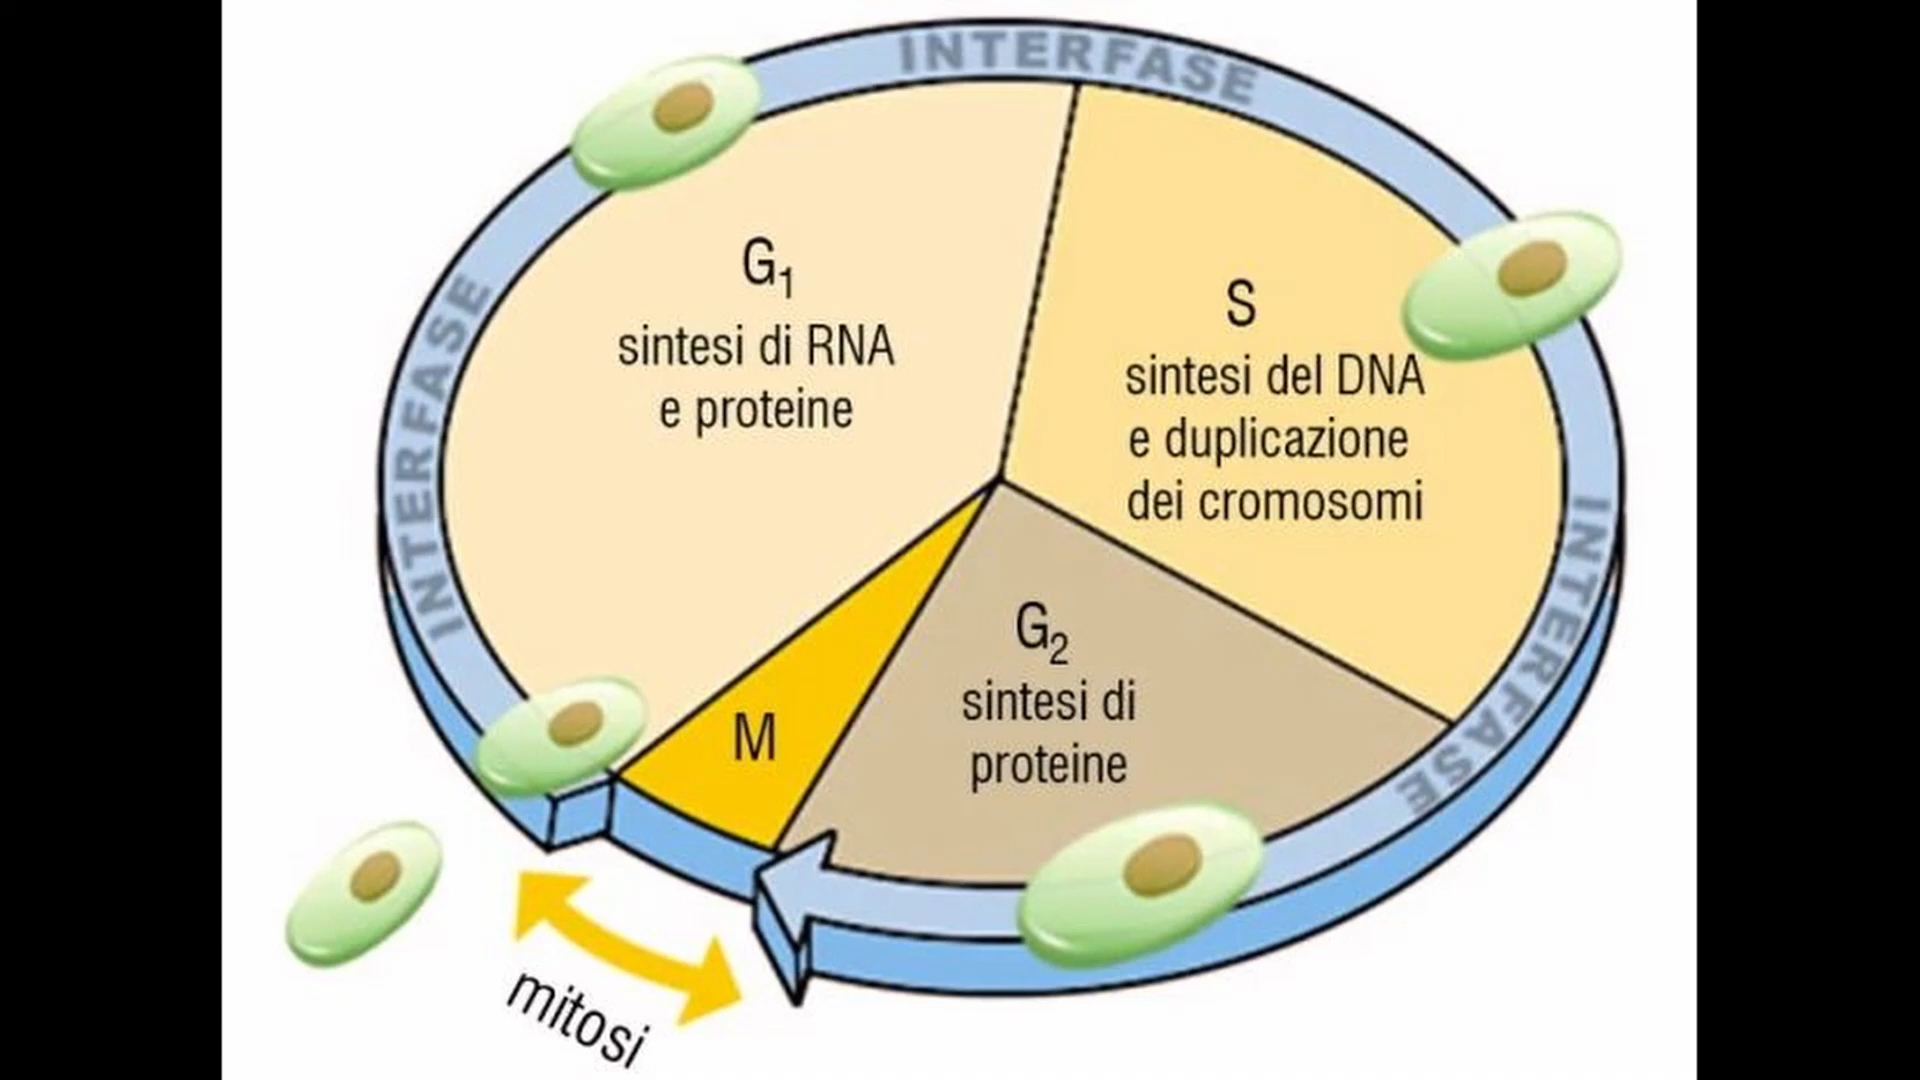 INTERFASE
INTERFASE
INTERFASE
G₁
sintesi di RNA
e proteine
S
sintesi del DNA
e duplicazione
dei cromosomi
G₂
sintesi di
proteine
M
mitosi